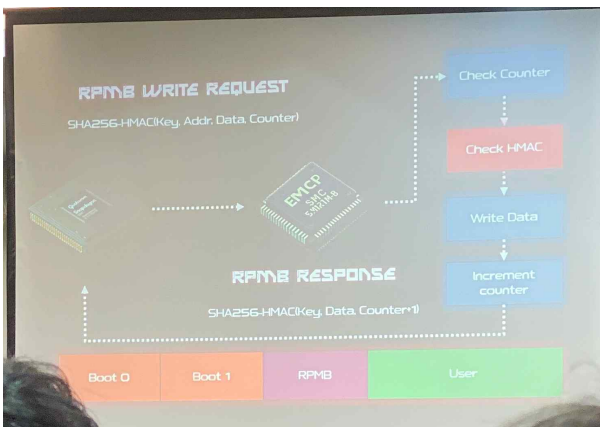 RPMB WRITE REQUEST
SHA256-HMAC(Key, Addr, Data, Counter)
Check Counter
Check HMAC
Write Data
Increment
counter
EMCP
SMC
RPMB RESPONSE
SHA256-HMAC(Key, Data, Counter+1)
Boot 0
Boot 1
RPMB
User